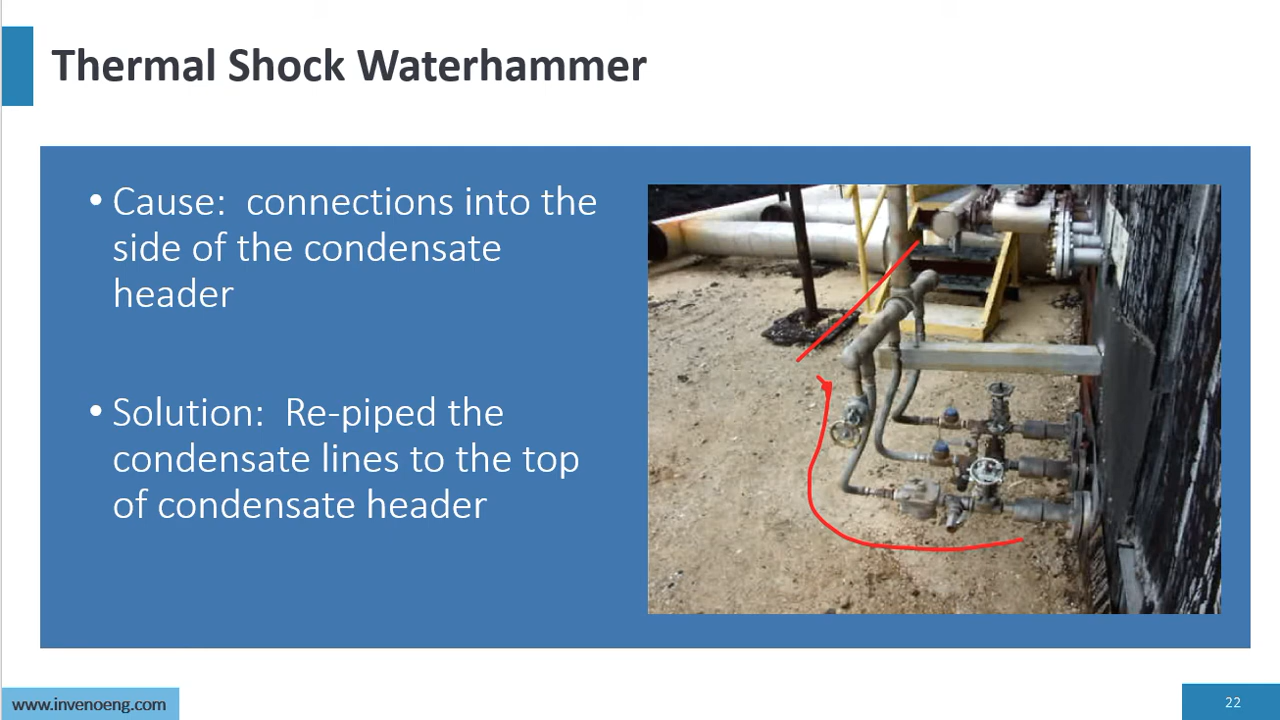 Thermal Shock Waterhammer
• Cause:  connections into the
side of the condensate
header
• Solution:  Re-piped the
condensate lines to the top
of condensate header
www.invenoeng.com
22